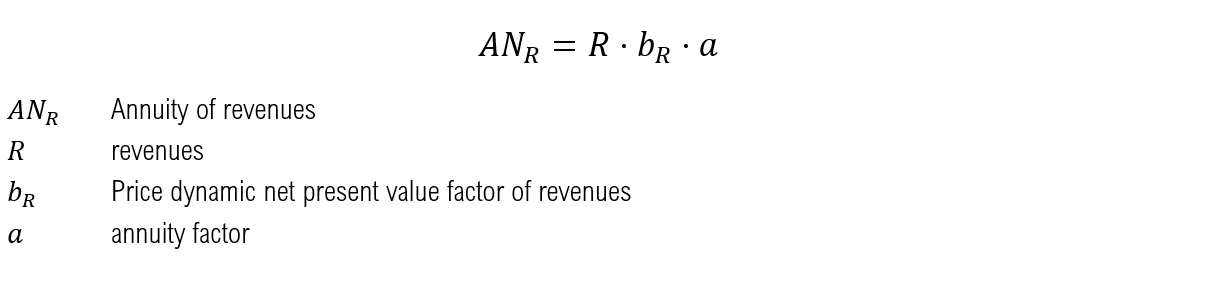 AN_R = R · b_R · a
AN_R Annuity of revenues
R revenues
b_R Price dynamic net present value factor of revenues
a annuity factor